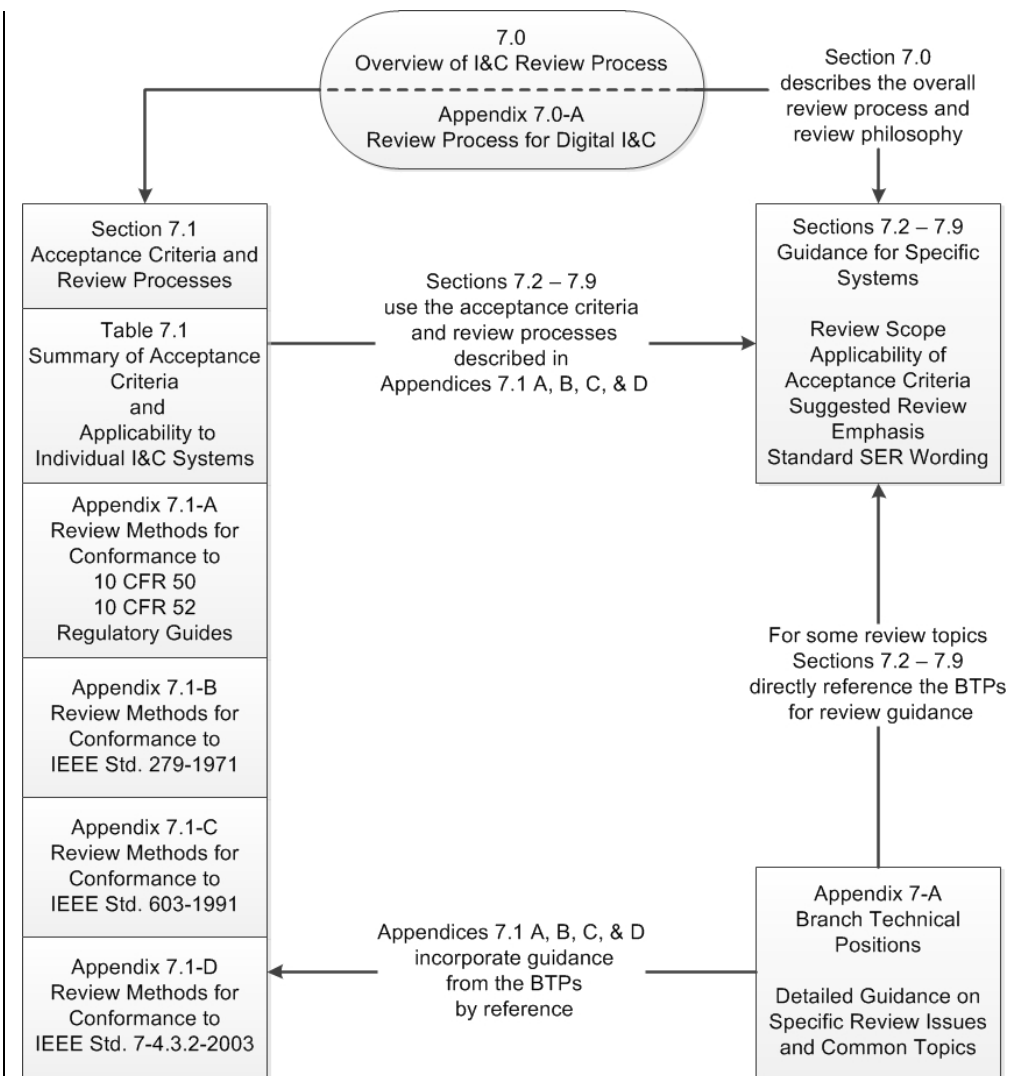 7.0
Overview of I&C Review Process
Appendix 7.0-A
Review Process for Digital I&C
Section 7.0
describes the overall
review process and
review philosophy
Section 7.1
Acceptance Criteria and
Review Processes
Table 7.1
Summary of Acceptance
Criteria
and
Applicability to
Individual I&C Systems
Appendix 7.1-A
Review Methods for
Conformance to
10 CFR 50
10 CFR 52
Regulatory Guides
Appendix 7.1-B
Review Methods for
Conformance to
IEEE Std. 279-1971
Appendix 7.1-C
Review Methods for
Conformance to
IEEE Std. 603-1991
Appendix 7.1-D
Review Methods for
Conformance to
IEEE Std. 7-4.3.2-2003
Sections 7.2 – 7.9
use the acceptance criteria
and review processes
described in
Appendices 7.1 A, B, C, & D
Sections 7.2 – 7.9
Guidance for Specific
Systems
Review Scope
Applicability of
Acceptance Criteria
Suggested Review
Emphasis
Standard SER Wording
For some review topics
Sections 7.2 – 7.9
directly reference the BTPs
for review guidance
Appendices 7.1 A, B, C, & D
incorporate guidance
from the BTPs
by reference
Appendix 7-A
Branch Technical
Positions
Detailed Guidance on
Specific Review Issues
and Common Topics